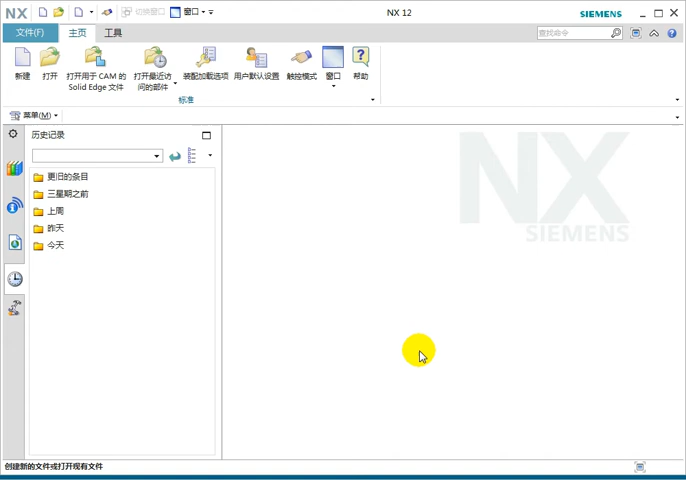 NX
切换窗口
窗口
NX 12
SIEMENS
文件(F)
主页
工具
查找命令
新建
打开
打开用于 CAM 的
Solid Edge 文件
打开最近访
问的部件
装配加载选项
用户默认设置
触控模式
窗口
帮助
标准
菜单(M)
历史记录
更旧的条目
三星期之前
上周
昨天
今天
NX
SIEMENS
创建新的文件或打开现有文件